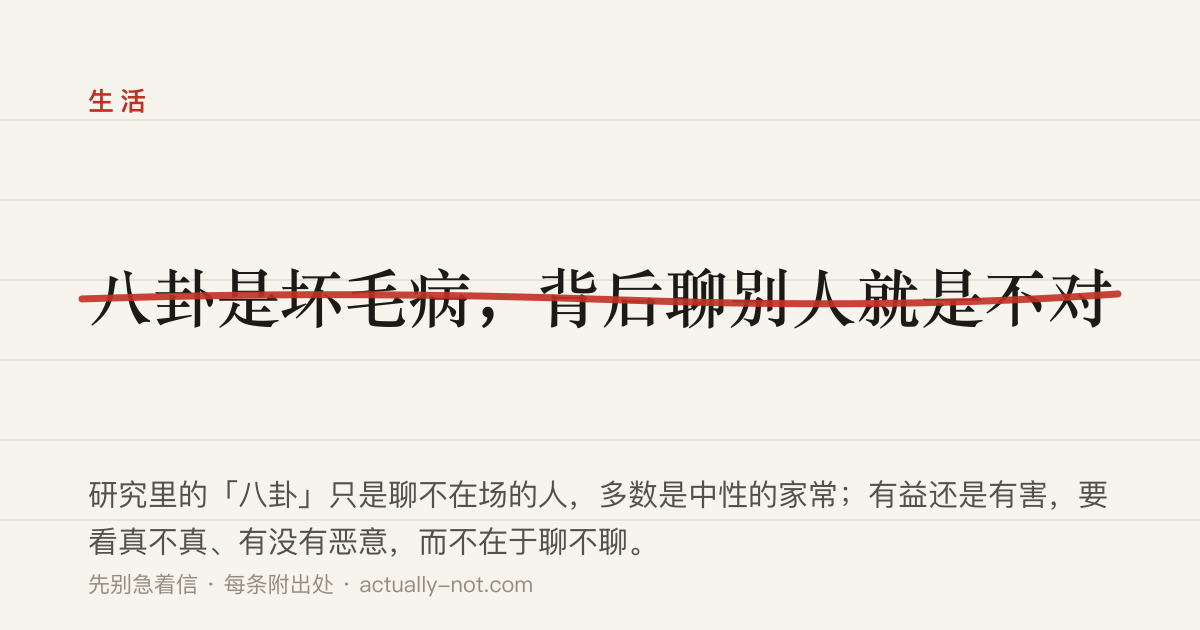 生活
八卦是坏毛病，背后聊别人就是不对
研究里的「八卦」只是聊不在场的人，多数是中性的家常；有益还是有害，要
看真不真、有没有恶意，而不在于聊不聊。
先别急着信 · 每条附出处 · actually-not.com